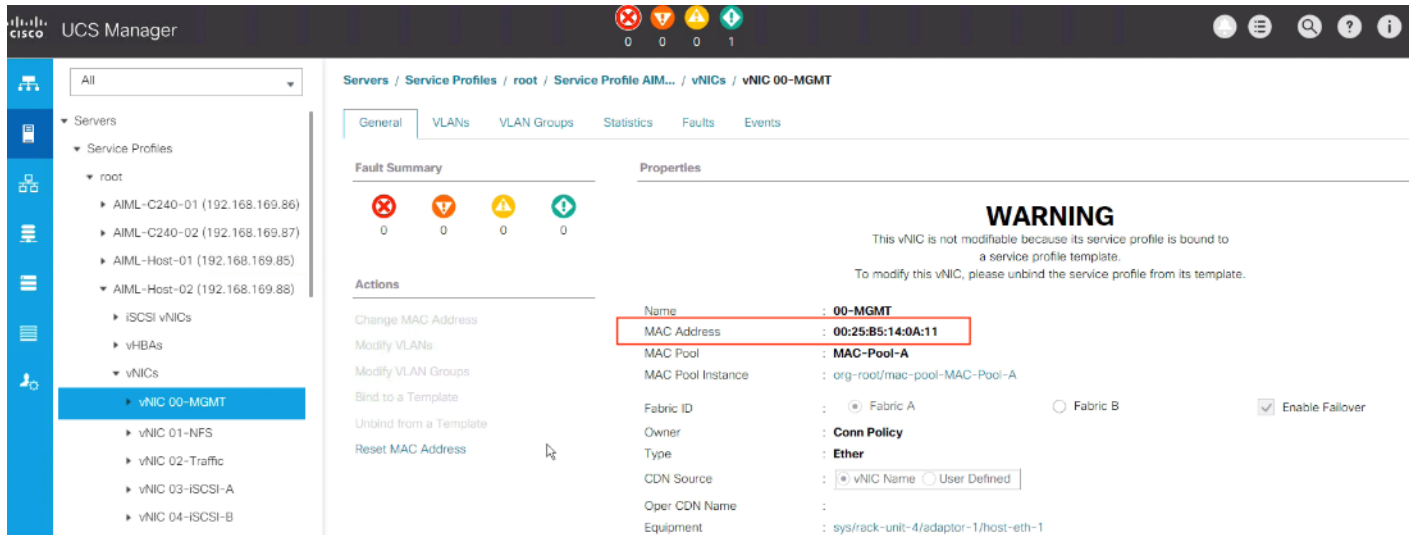 cisco UCS Manager
0 0 0 1
All
Servers
Service Profiles
root
AIML-C240-01 (192.168.169.86)
AIML-C240-02 (192.168.169.87)
AIML-Host-01 (192.168.169.85)
AIML-Host-02 (192.168.169.88)
iSCSI vNICs
vHBAs
vNICs
vNIC 00-MGMT
vNIC 01-NFS
vNIC 02-Traffic
vNIC 03-iSCSI-A
vNIC 04-iSCSI-B
Servers / Service Profiles / root / Service Profile AIM... / vNICs / vNIC 00-MGMT
General VLANs VLAN Groups Statistics Faults Events
Fault Summary
0 0 0 0
Actions
Change MAC Address
Modify VLANs
Modify VLAN Groups
Bind to a Template
Unbind from a Template
Reset MAC Address
Properties
WARNING
This vNIC is not modifiable because its service profile is bound to
a service profile template.
To modify this vNIC, please unbind the service profile from its template.
Name : 00-MGMT
MAC Address : 00:25:B5:14:0A:11
MAC Pool : MAC-Pool-A
MAC Pool Instance : org-root/mac-pool-MAC-Pool-A
Fabric ID : Fabric A Fabric B Enable Failover
Owner : Conn Policy
Type : Ether
CDN Source : vNIC Name User Defined
Oper CDN Name :
Equipment : sys/rack-unit-4/adaptor-1/host-eth-1